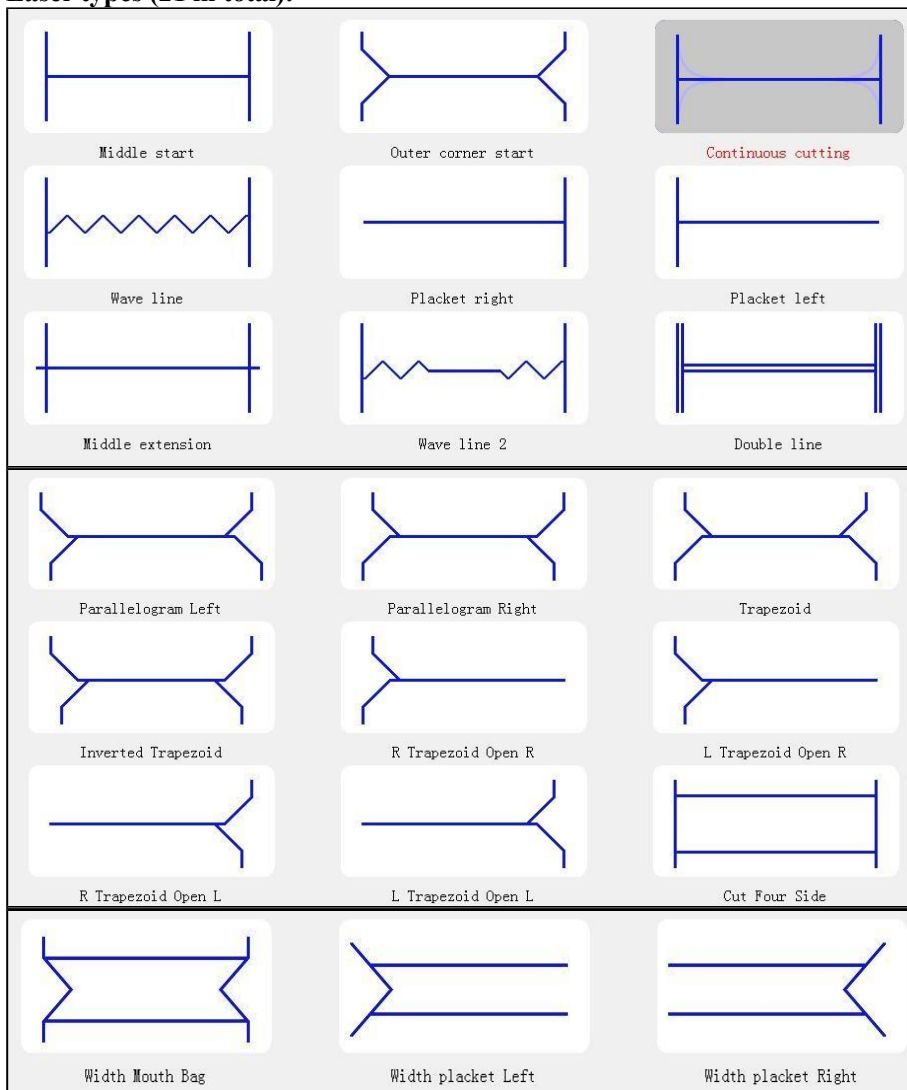 Laser types (21 in total):
Middle start
Outer corner start
Continuous cutting
Wave line
Placket right
Placket left
Middle extension
Wave line 2
Double line
Parallelogram Left
Parallelogram Right
Trapezoid
Inverted Trapezoid
R Trapezoid Open R
L Trapezoid Open R
R Trapezoid Open L
L Trapezoid Open L
Cut Four Side
Width Mouth Bag
Width placket Left
Width placket Right